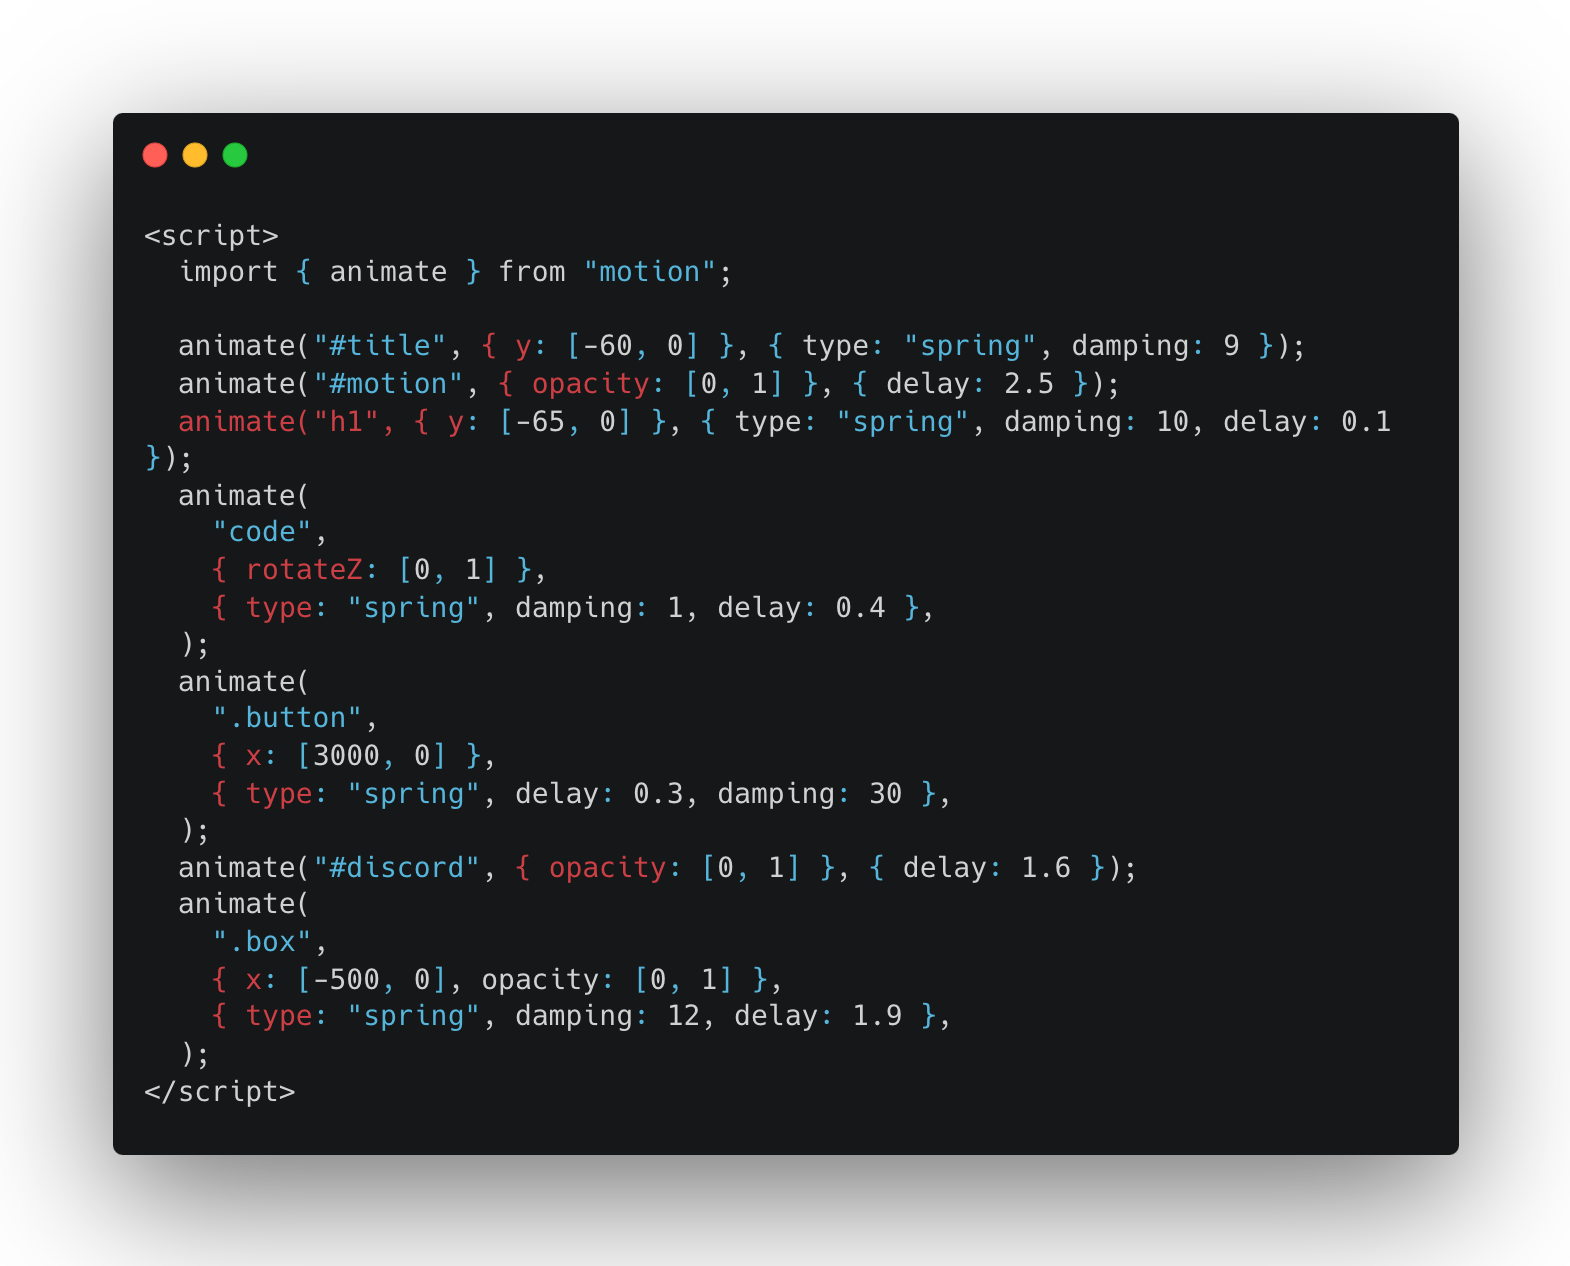 <script>
  import { animate } from "motion";

  animate("#title", { y: [-60, 0] }, { type: "spring", damping: 9 });
  animate("#motion", { opacity: [0, 1] }, { delay: 2.5 });
  animate("h1", { y: [-65, 0] }, { type: "spring", damping: 10, delay: 0.1
});
  animate(
    "code",
    { rotateZ: [0, 1] },
    { type: "spring", damping: 1, delay: 0.4 },
  );
  animate(
    ".button",
    { x: [3000, 0] },
    { type: "spring", delay: 0.3, damping: 30 },
  );
  animate("#discord", { opacity: [0, 1] }, { delay: 1.6 });
  animate(
    ".box",
    { x: [-500, 0], opacity: [0, 1] },
    { type: "spring", damping: 12, delay: 1.9 },
  );
</script>